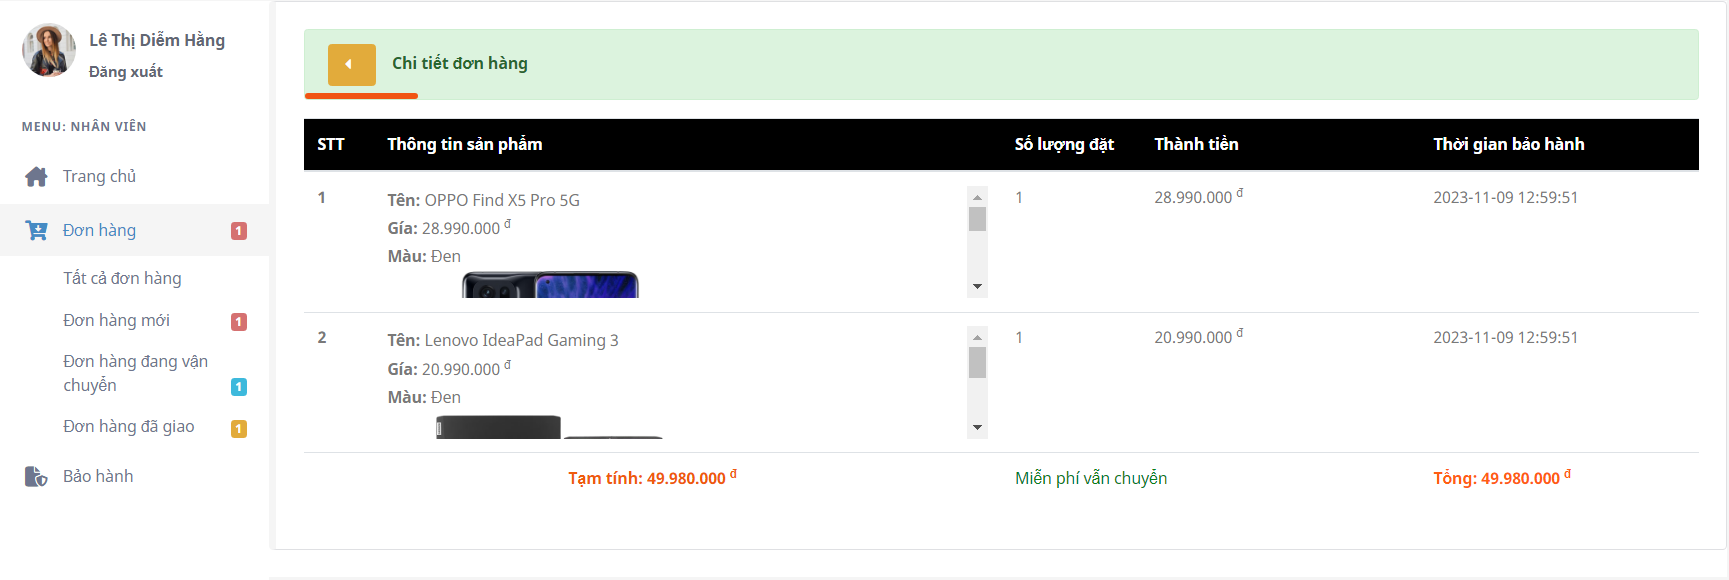 Lê Thị Diễm Hằng
Đăng xuất
MENU: NHÂN VIÊN
Trang chủ
Đơn hàng 1
Tất cả đơn hàng
Đơn hàng mới 1
Đơn hàng đang vận
chuyển 1
Đơn hàng đã giao 1
Bảo hành
Chi tiết đơn hàng
STT Thông tin sản phẩm Số lượng đặt Thành tiền Thời gian bảo hành
1 Tên: OPPO Find X5 Pro 5G 1 28.990.000 đ 2023-11-09 12:59:51
Gía: 28.990.000 đ
Màu: Đen
2 Tên: Lenovo IdeaPad Gaming 3 1 20.990.000 đ 2023-11-09 12:59:51
Gía: 20.990.000 đ
Màu: Đen
Tạm tính: 49.980.000 đ Miễn phí vẫn chuyển Tổng: 49.980.000 đ